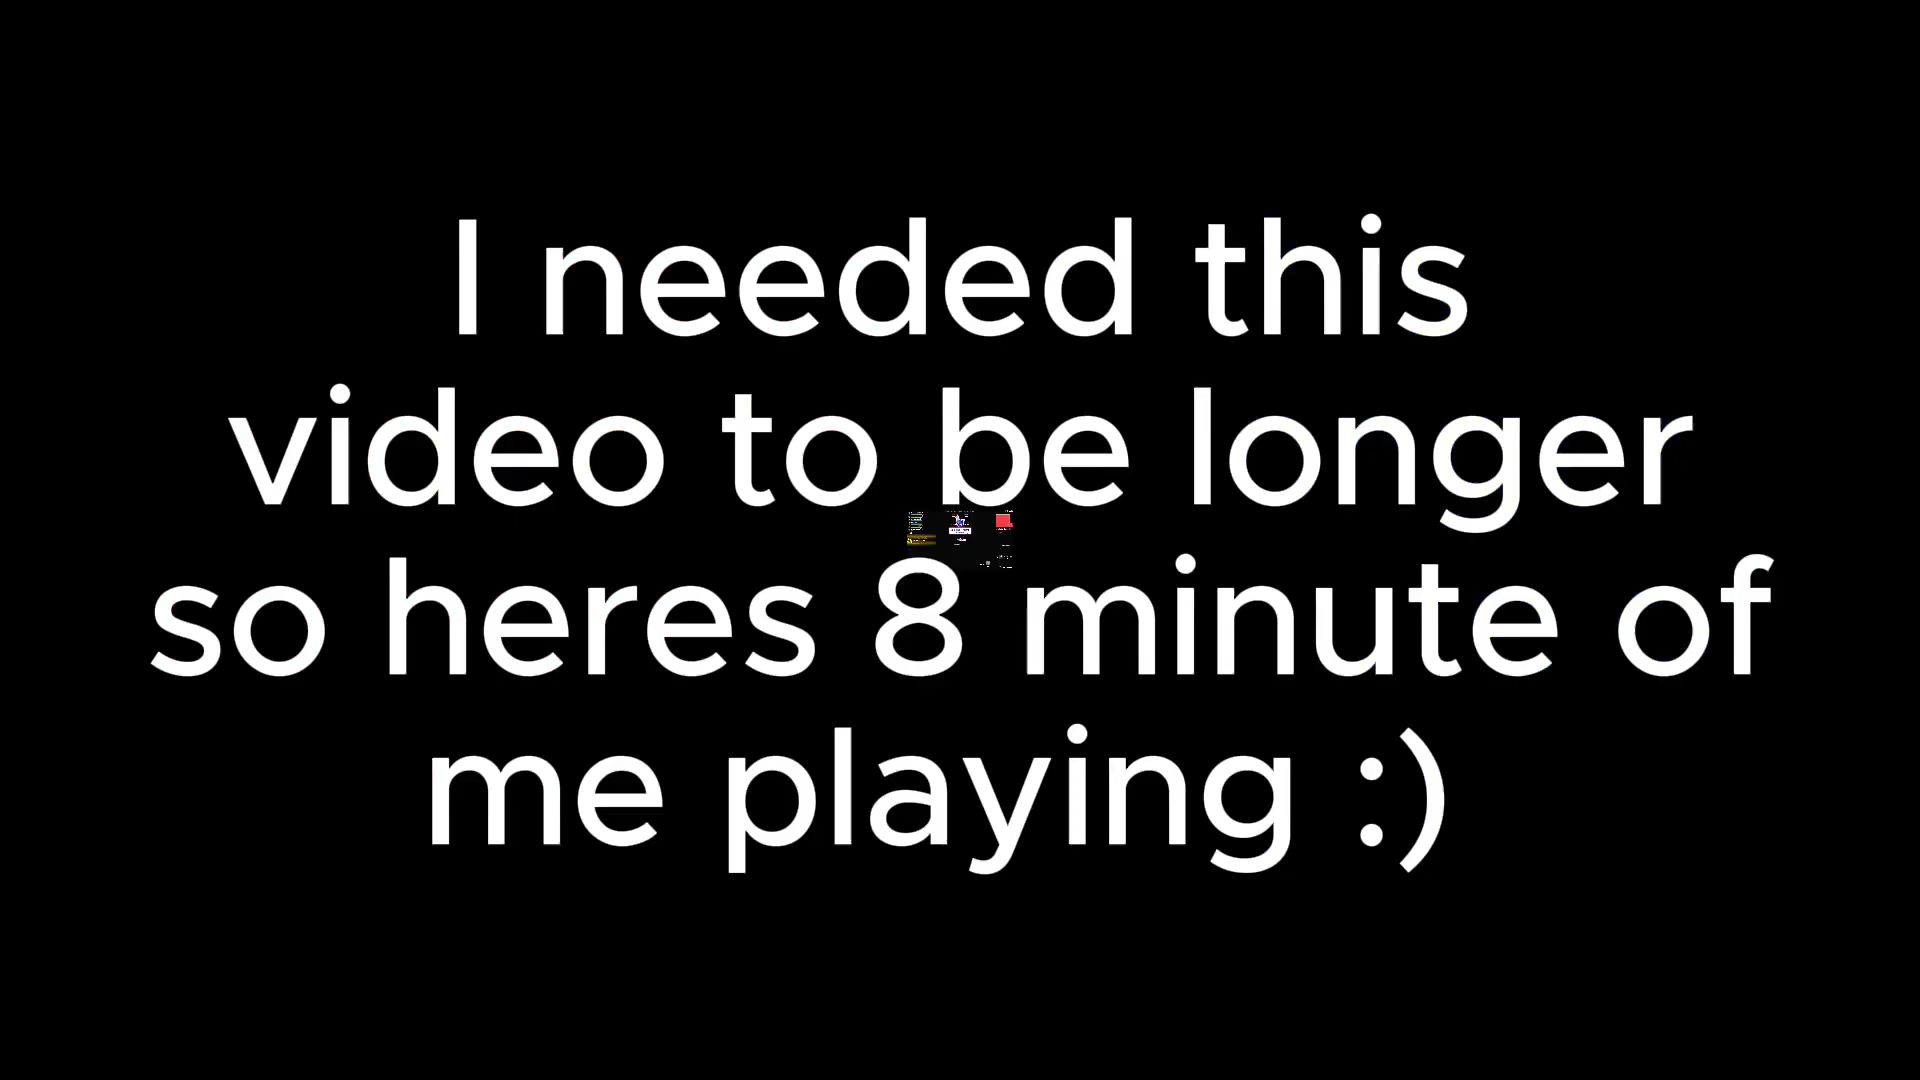 I needed this
video to be longer
so heres 8 minute of
me playing :)